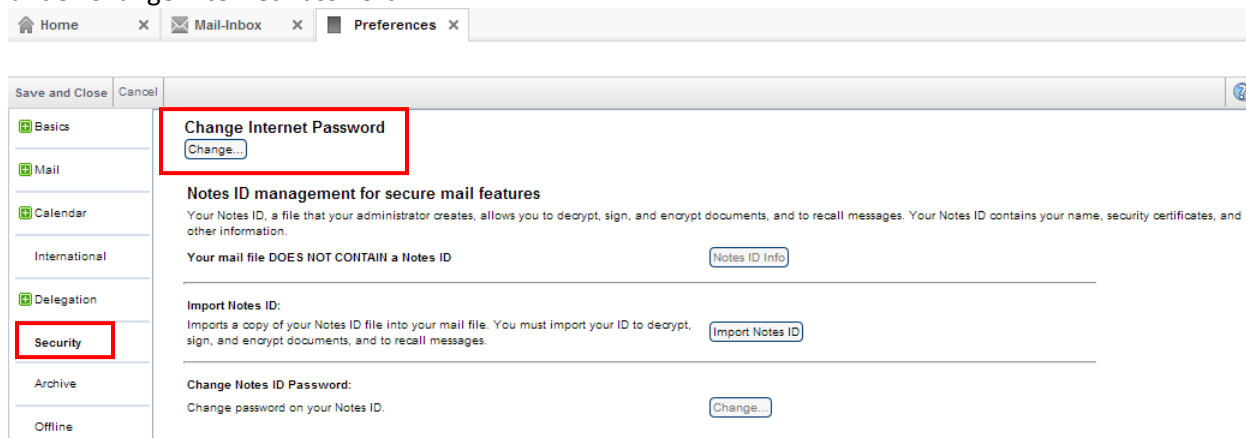 Home
Mail-Inbox
Preferences
Save and Close
Cancel
Basics
Mail
Calendar
International
Delegation
Security
Archive
Offline
Change Internet Password
Change...
Notes ID management for secure mail features
Your Notes ID, a file that your administrator creates, allows you to decrypt, sign, and encrypt documents, and to recall messages. Your Notes ID contains your name, security certificates, and
other information.
Your mail file DOES NOT CONTAIN a Notes ID
Notes ID Info
Import Notes ID:
Imports a copy of your Notes ID file into your mail file. You must import your ID to decrypt,
sign, and encrypt documents, and to recall messages.
Import Notes ID
Change Notes ID Password:
Change password on your Notes ID.
Change...